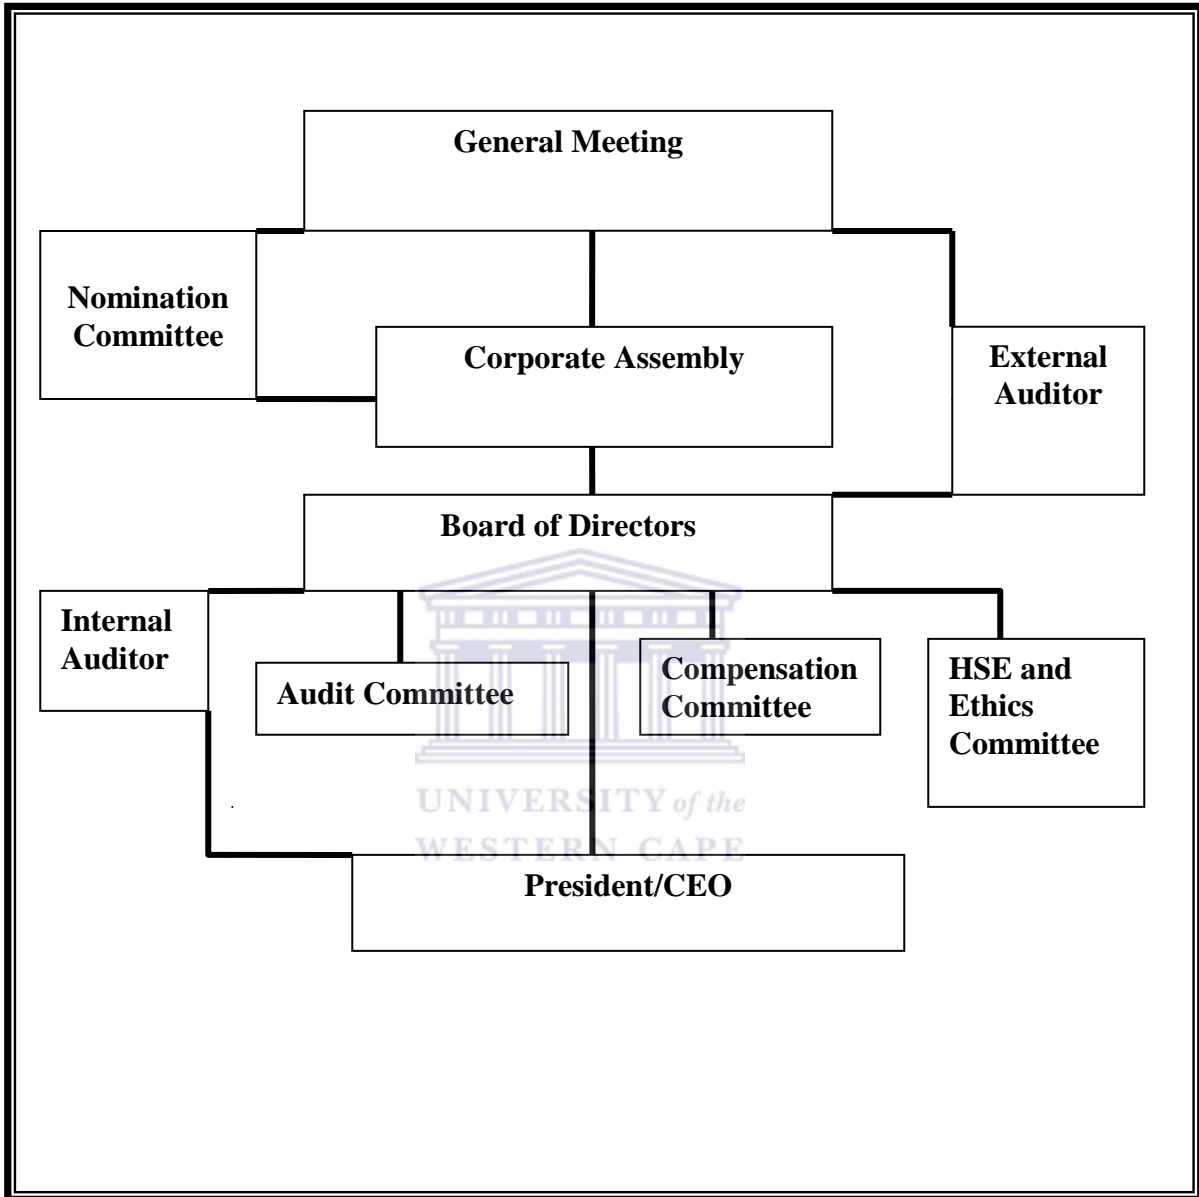 General Meeting
Nomination
Committee
Corporate Assembly
External
Auditor
Board of Directors
Internal
Auditor
Audit Committee
Compensation
Committee
HSE and
Ethics
Committee
UNIVERSITY of the
WESTERN CAPE
President/CEO